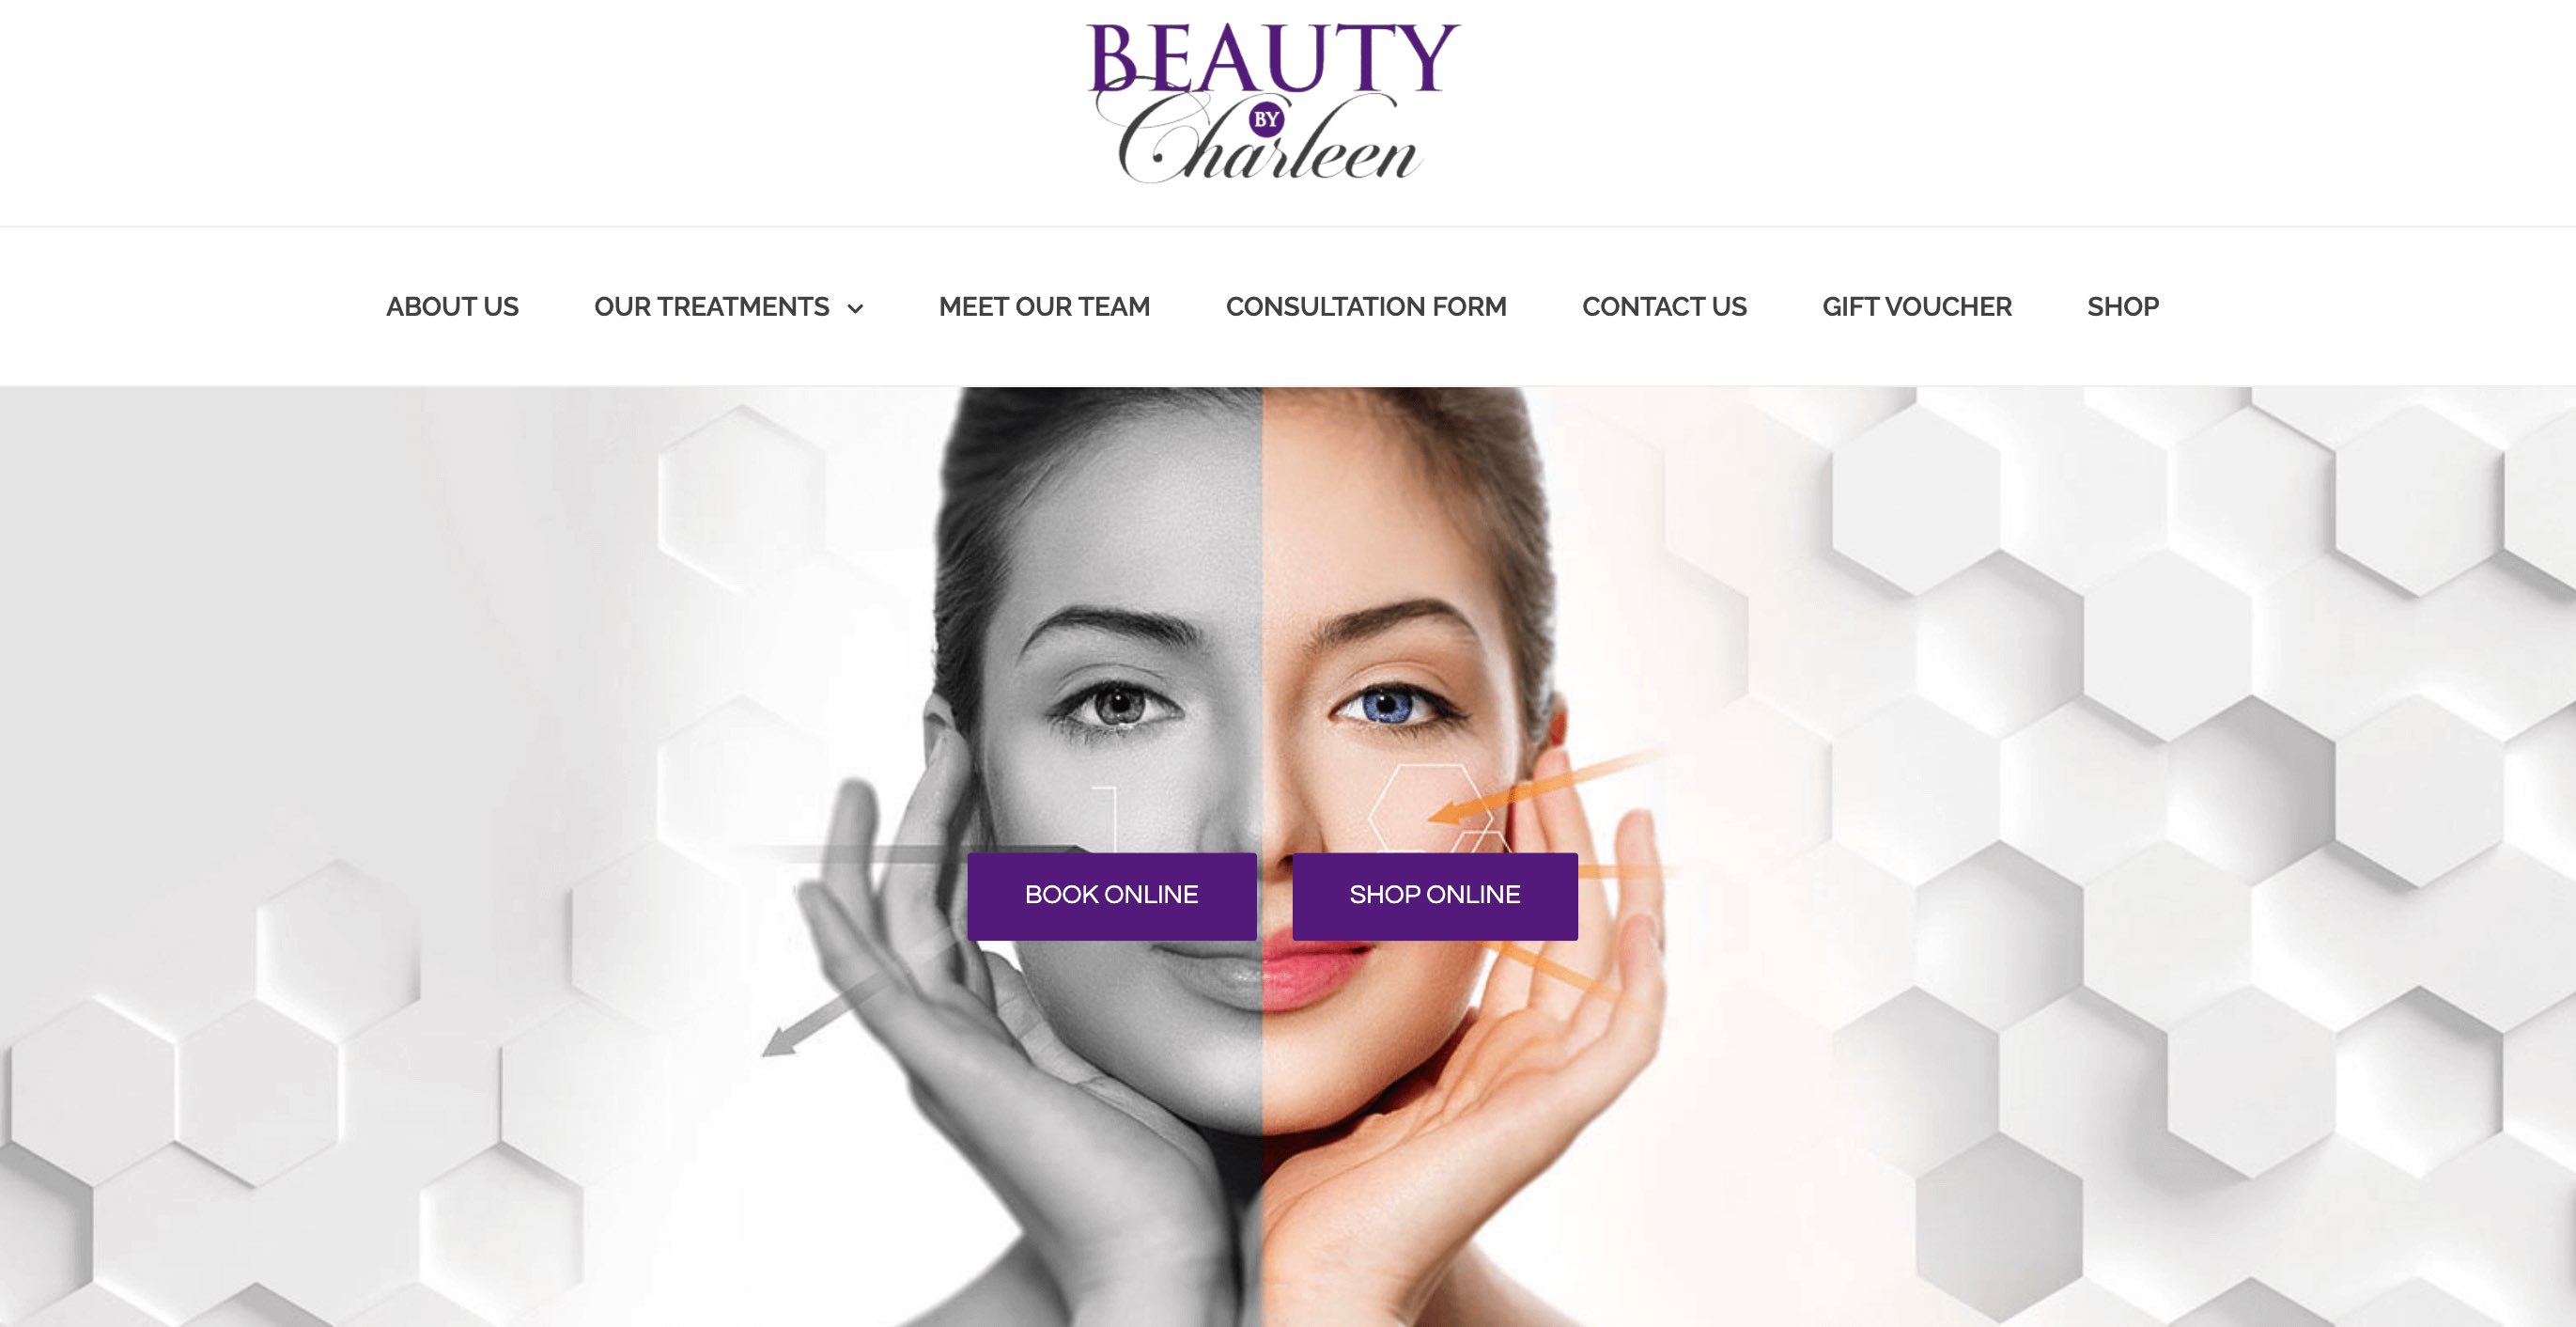 BEAUTY
BY
Charleen
ABOUT US OUR TREATMENTS MEET OUR TEAM CONSULTATION FORM CONTACT US GIFT VOUCHER SHOP
BOOK ONLINE SHOP ONLINE